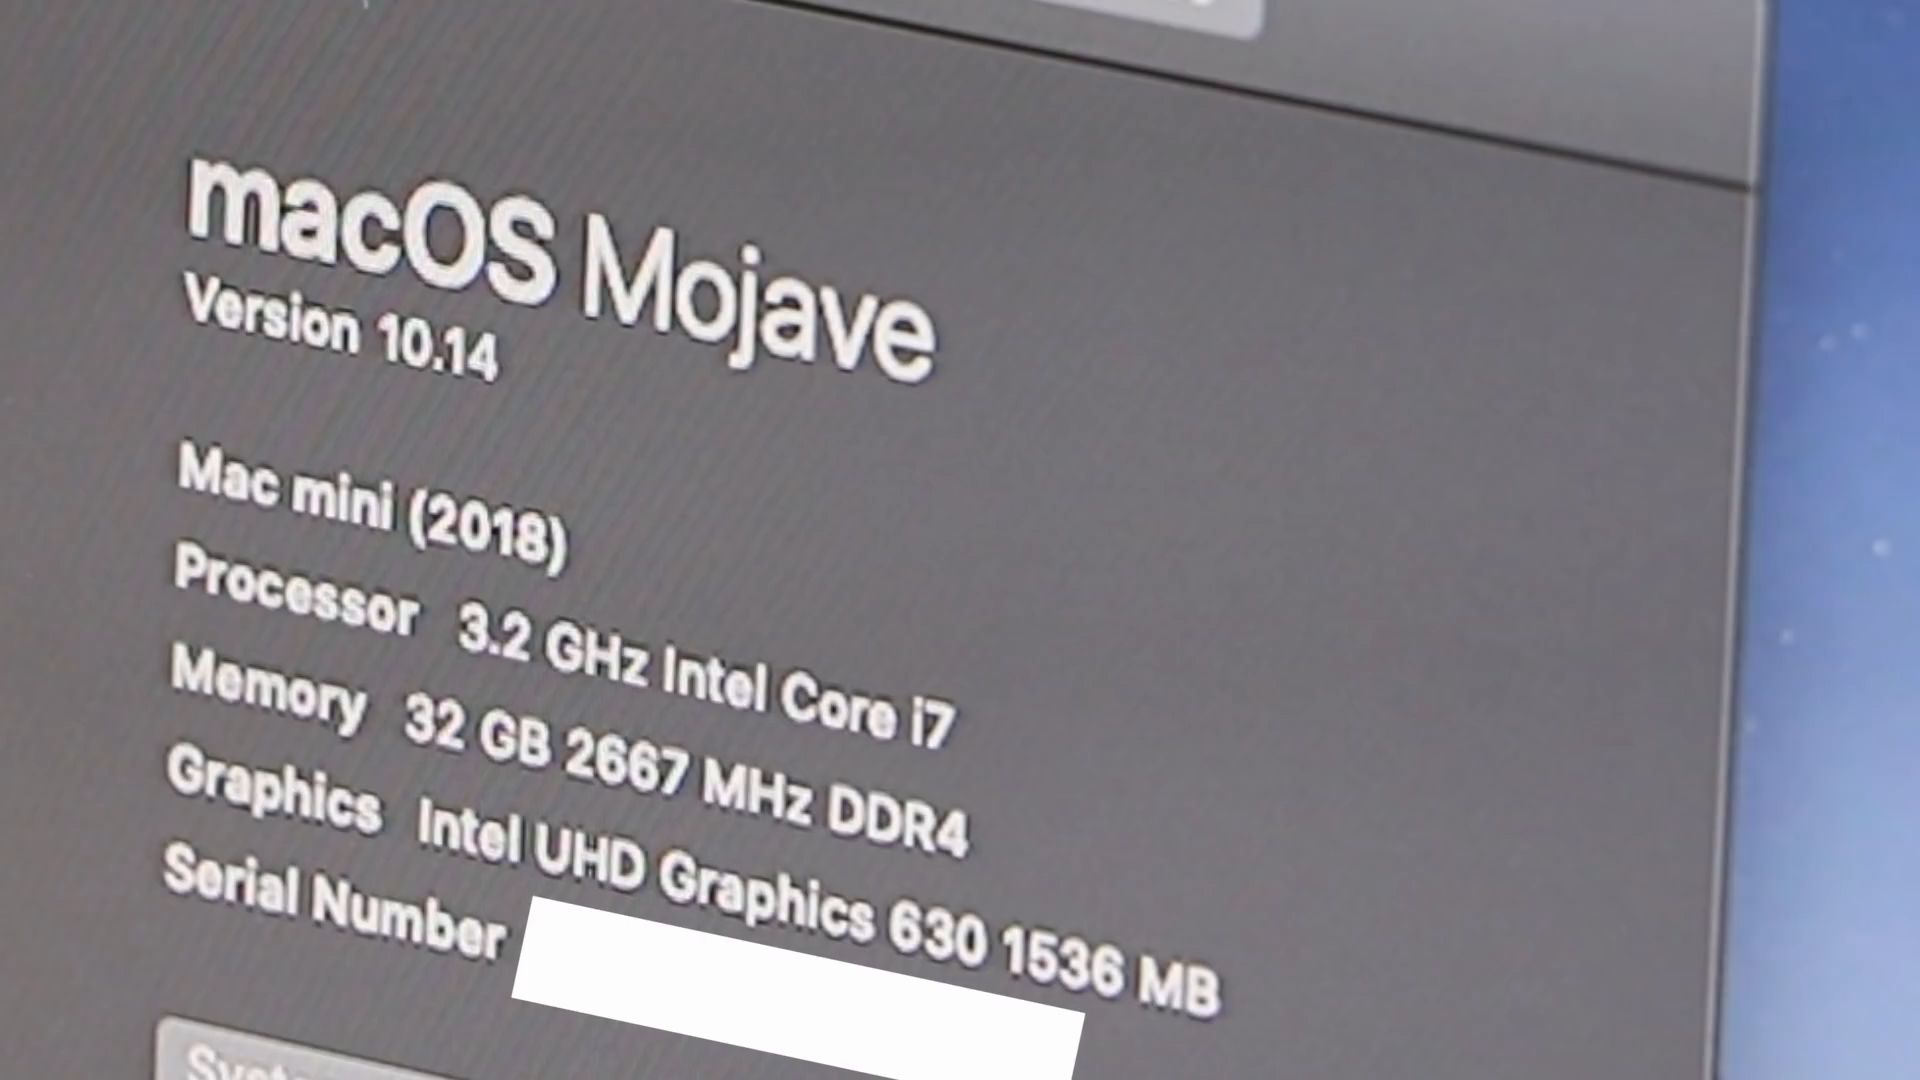 macOS Mojave
Version 10.14
Mac mini (2018)
Processor 3.2 GHz Intel Core i7
Memory 32 GB 2667 MHz DDR4
Graphics Intel UHD Graphics 630 1536 MB
Serial Number